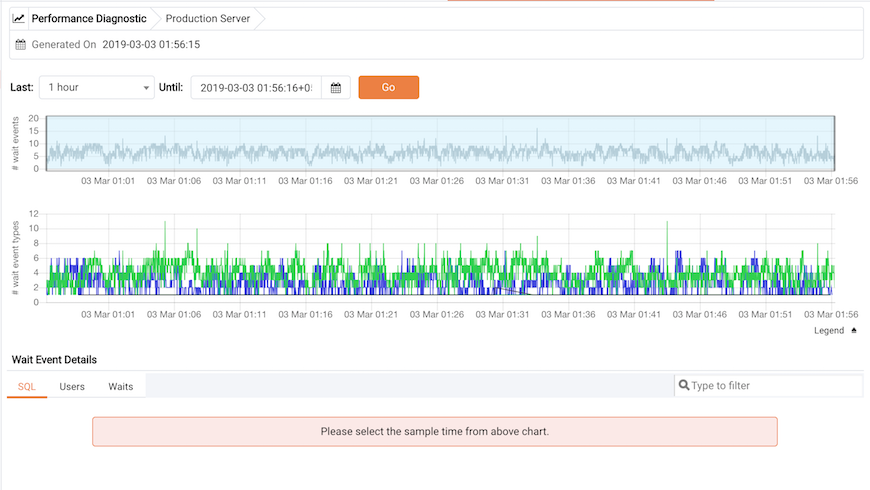 Performance Diagnostic Production Server
Generated On 2019-03-03 01:56:15
Last: 1 hour Until: 2019-03-03 01:56:16+0 Go
# wait events
20
15
10
5
0
03 Mar 01:01 03 Mar 01:06 03 Mar 01:11 03 Mar 01:16 03 Mar 01:21 03 Mar 01:26 03 Mar 01:31 03 Mar 01:36 03 Mar 01:41 03 Mar 01:46 03 Mar 01:51 03 Mar 01:56
# wait event types
12
10
8
6
4
2
0
03 Mar 01:01 03 Mar 01:06 03 Mar 01:11 03 Mar 01:16 03 Mar 01:21 03 Mar 01:26 03 Mar 01:31 03 Mar 01:36 03 Mar 01:41 03 Mar 01:46 03 Mar 01:51 03 Mar 01:56
Legend
Wait Event Details
SQL Users Waits Type to filter
Please select the sample time from above chart.